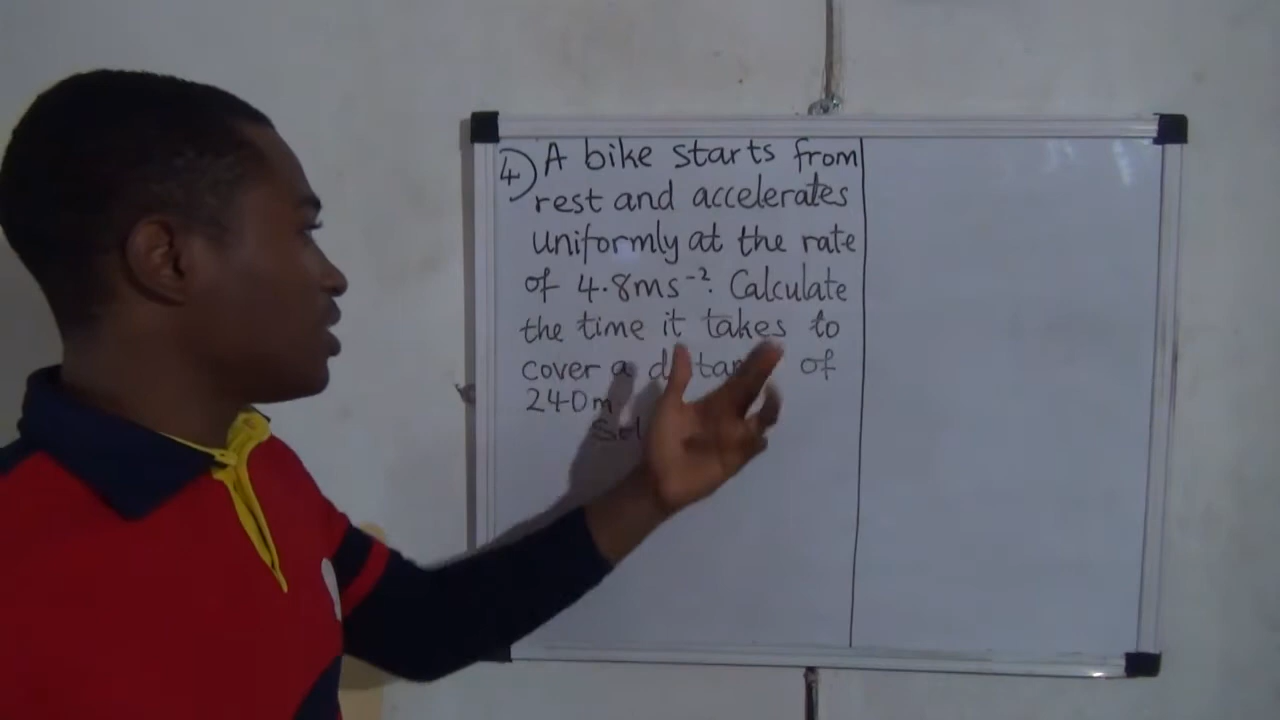 4) A bike starts from
rest and accelerates
uniformly at the rate
of 4.8ms⁻². Calculate
the time it takes to
cover a of
240m